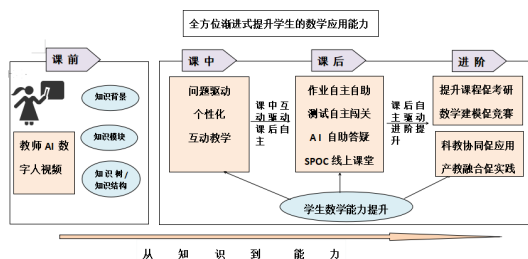 全方位渐进式提升学生的数学应用能力
课前
知识背景
知识模块
知识树/
知识结构
教师AI数
字人视频
课中
问题驱动
个性化
互动教学
课中互
动驱动
课后自
主
课后
作业自主自助
测试自主闯关
AI自助答疑
SPOC线上课堂
课后自
主驱动
进阶提
升
进阶
提升课程促考研
数学建模促竞赛
科教协同促应用
产教融合促实践
学生数学能力提升
从知识到能力